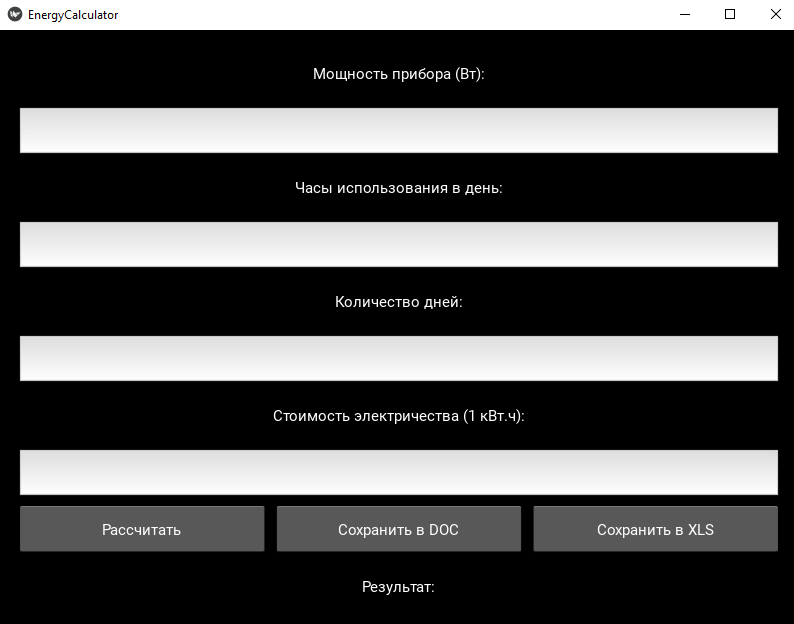 EnergyCalculator
Мощность прибора (Вт):
Часы использования в день:
Количество дней:
Стоимость электричества (1 кВт.ч):
Рассчитать
Сохранить в DOC
Сохранить в XLS
Результат: